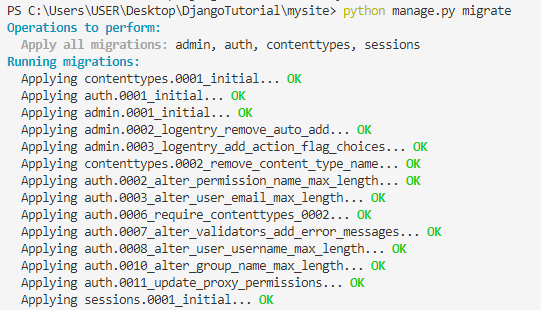 PS C:\Users\USER\Desktop\DjangoTutorial\mysite> python manage.py migrate
Operations to perform:
Apply all migrations: admin, auth, contenttypes, sessions
Running migrations:
Applying contenttypes.0001_initial... OK
Applying auth.0001_initial... OK
Applying admin.0001_initial... OK
Applying admin.0002_logentry_remove_auto_add... OK
Applying admin.0003_logentry_add_action_flag_choices... OK
Applying contenttypes.0002_remove_content_type_name... OK
Applying auth.0002_alter_permission_name_max_length... OK
Applying auth.0003_alter_user_email_max_length... OK
Applying auth.0006_require_contenttypes_0002... OK
Applying auth.0007_alter_validators_add_error_messages... OK
Applying auth.0008_alter_user_username_max_length... OK
Applying auth.0010_alter_group_name_max_length... OK
Applying auth.0011_update_proxy_permissions... OK
Applying sessions.0001_initial... OK